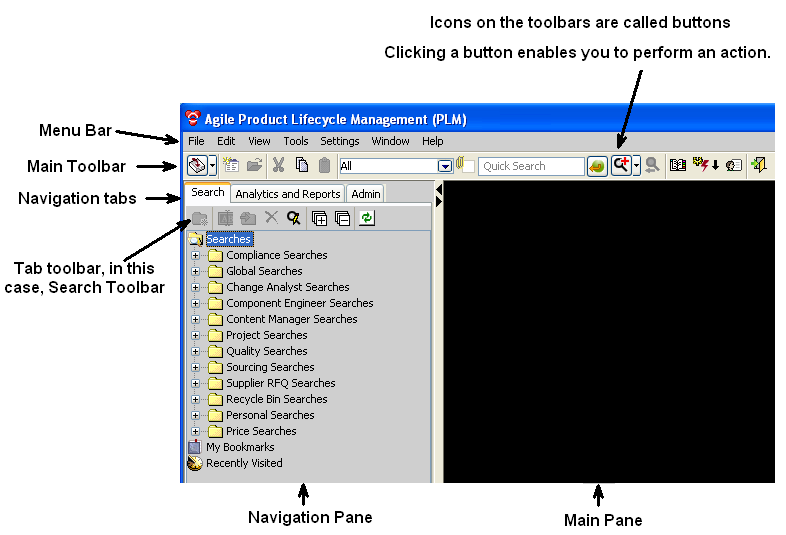 Icons on the toolbars are called buttons
Clicking a button enables you to perform an action.
Agile Product Lifecycle Management (PLM)
Menu Bar
File Edit View Tools Settings Window Help
Main Toolbar
All
Quick Search
Navigation tabs
Search Analytics and Reports Admin
Tab toolbar, in this
case, Search Toolbar
Searches
Compliance Searches
Global Searches
Change Analyst Searches
Component Engineer Searches
Content Manager Searches
Project Searches
Quality Searches
Sourcing Searches
Supplier RFQ Searches
Recycle Bin Searches
Personal Searches
Price Searches
My Bookmarks
Recently Visited
Navigation Pane
Main Pane